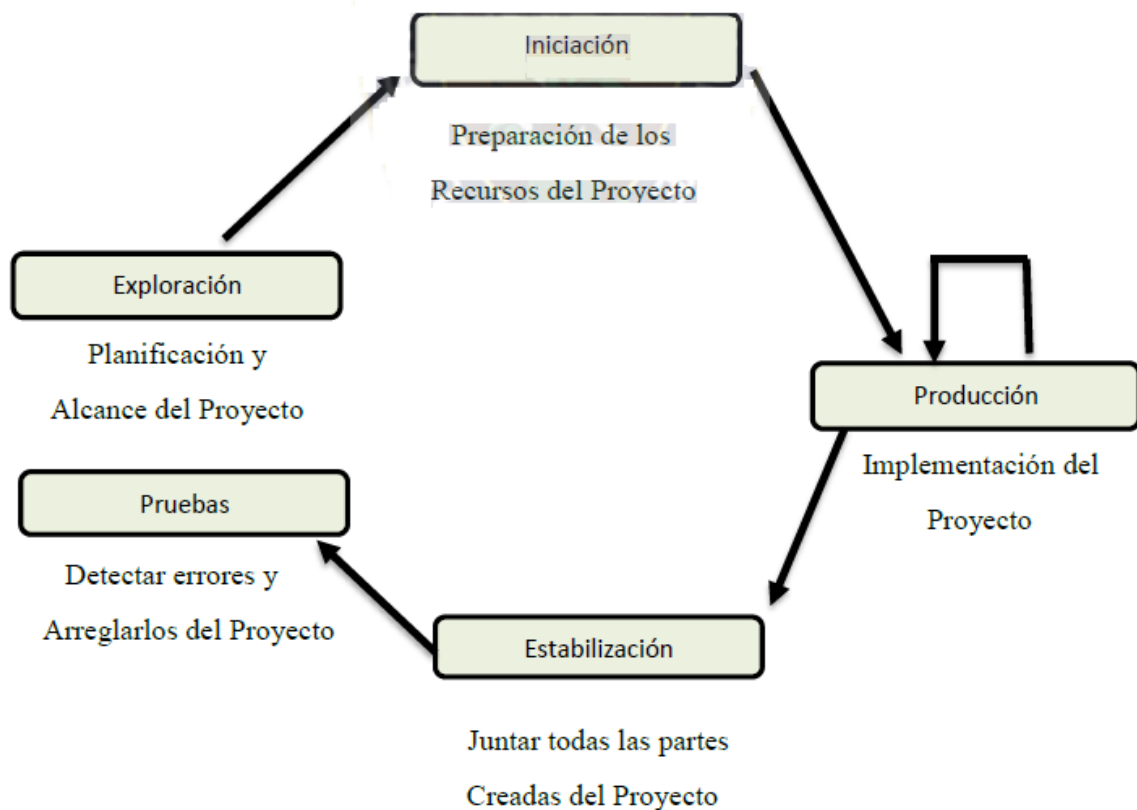 Iniciación
Preparación de los
Recursos del Proyecto
Exploración
Planificación y
Alcance del Proyecto
Producción
Implementación del
Proyecto
Pruebas
Detectar errores y
Arreglarlos del Proyecto
Estabilización
Juntar todas las partes
Creadas del Proyecto